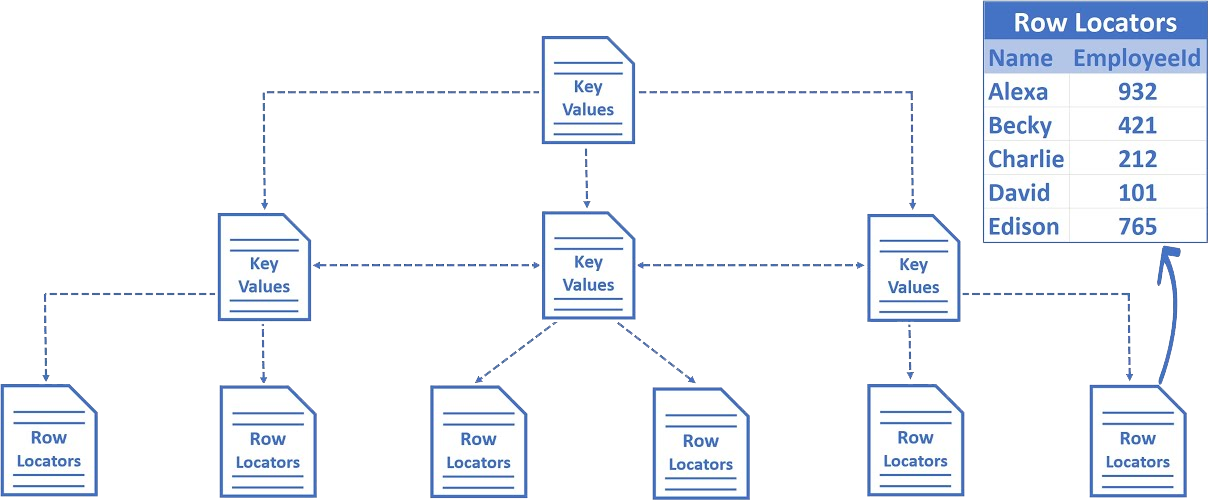 Row Locators
Name EmployeeId
Alexa 932
Becky 421
Charlie 212
David 101
Edison 765
Key
Values
Key
Values
Key
Values
Key
Values
Row
Locators
Row
Locators
Row
Locators
Row
Locators
Row
Locators
Row
Locators